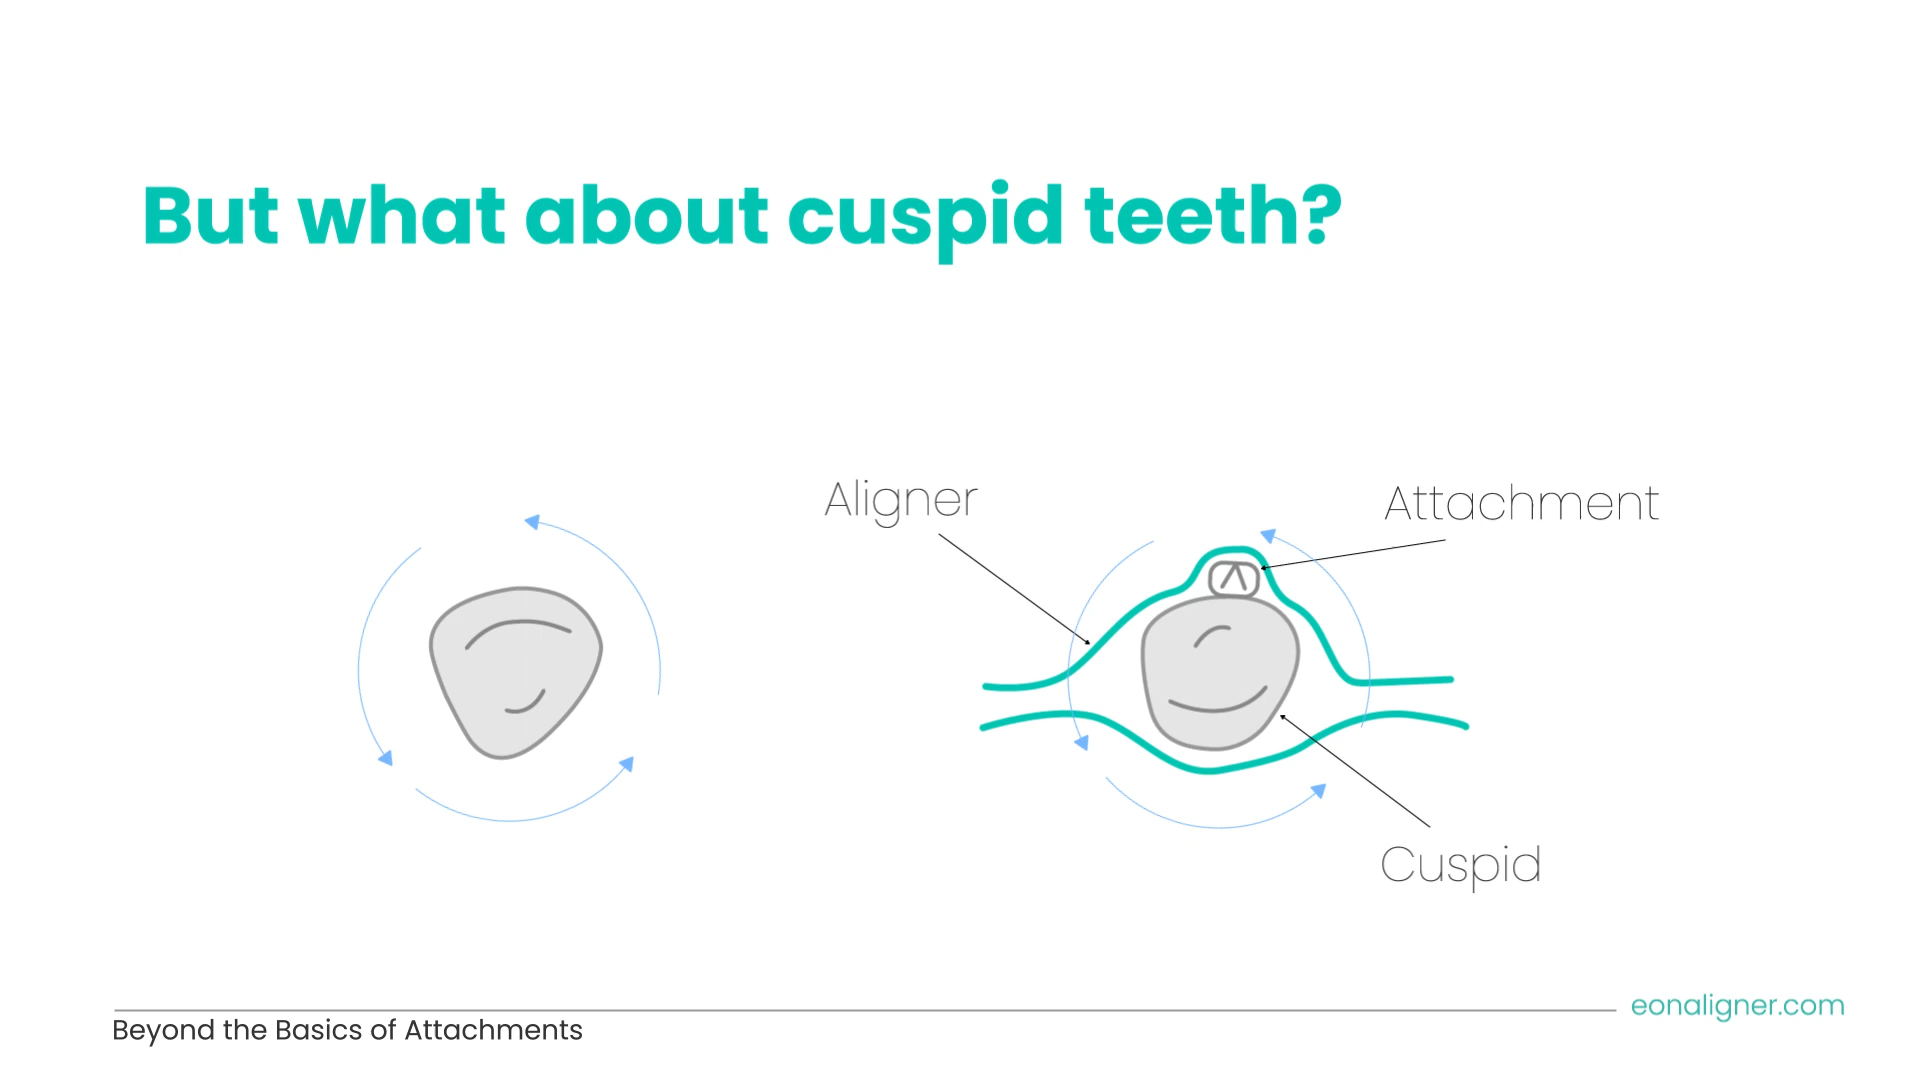 But what about cuspid teeth?
Aligner
Attachment
Cuspid
Beyond the Basics of Attachments
eonaligner.com